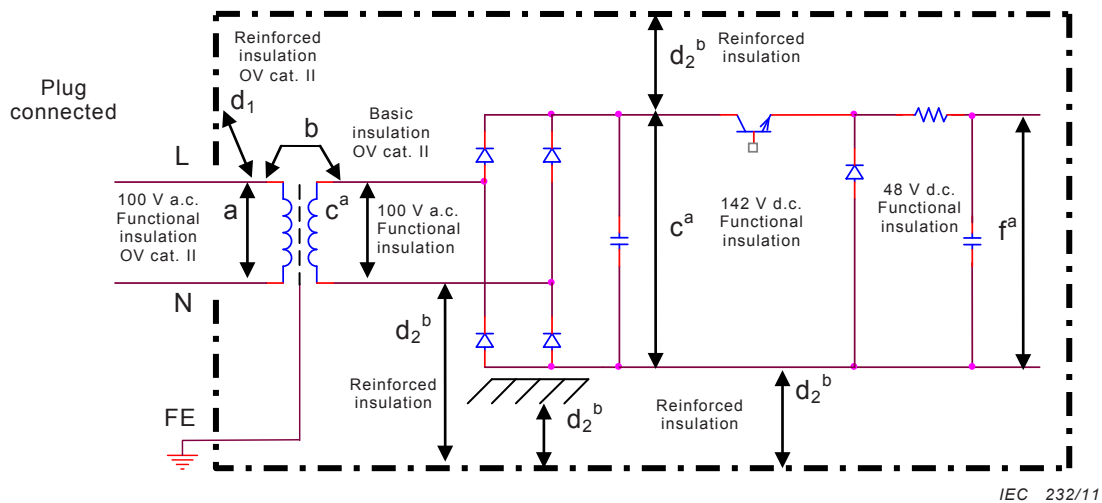 Reinforced
insulation
OV cat. II
d₂ᵇ
Reinforced
insulation
Plug
connected
d₁
b
Basic
insulation
OV cat. II
L
100 V a.c.
Functional
insulation
OV cat. II
a
cᵃ
100 V a.c.
Functional
insulation
cᵃ
142 V d.c.
Functional
insulation
48 V d.c.
Functional
insulation
fᵃ
N
d₂ᵇ
Reinforced
insulation
FE
d₂ᵇ
Reinforced
insulation
d₂ᵇ
IEC 232/11